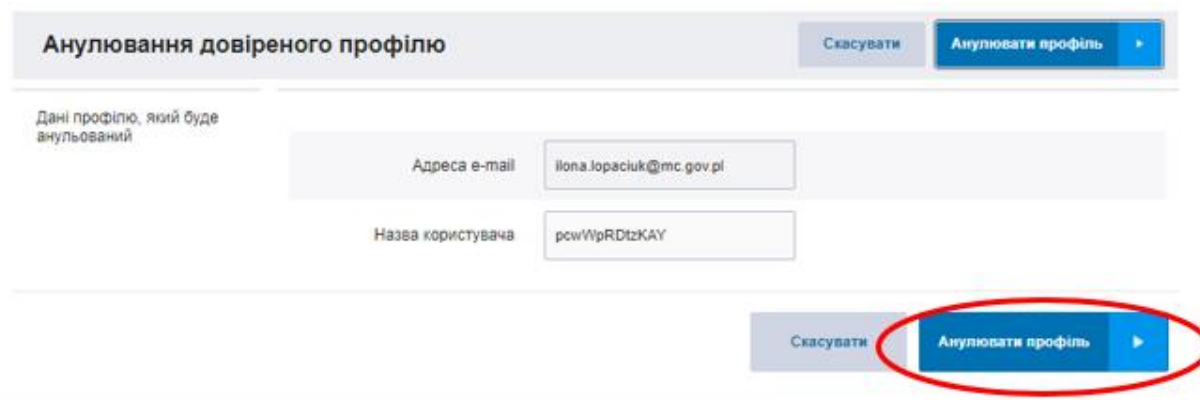 Анулювання довіреного профілю
Скасувати
Анулювати профіль
Дані профілю, який буде
анульований
Адреса e-mail
ilona.lopaciuk@mc.gov.pl
Назва користувача
pcwWpRDtzKAY
Скасувати
Анулювати профіль